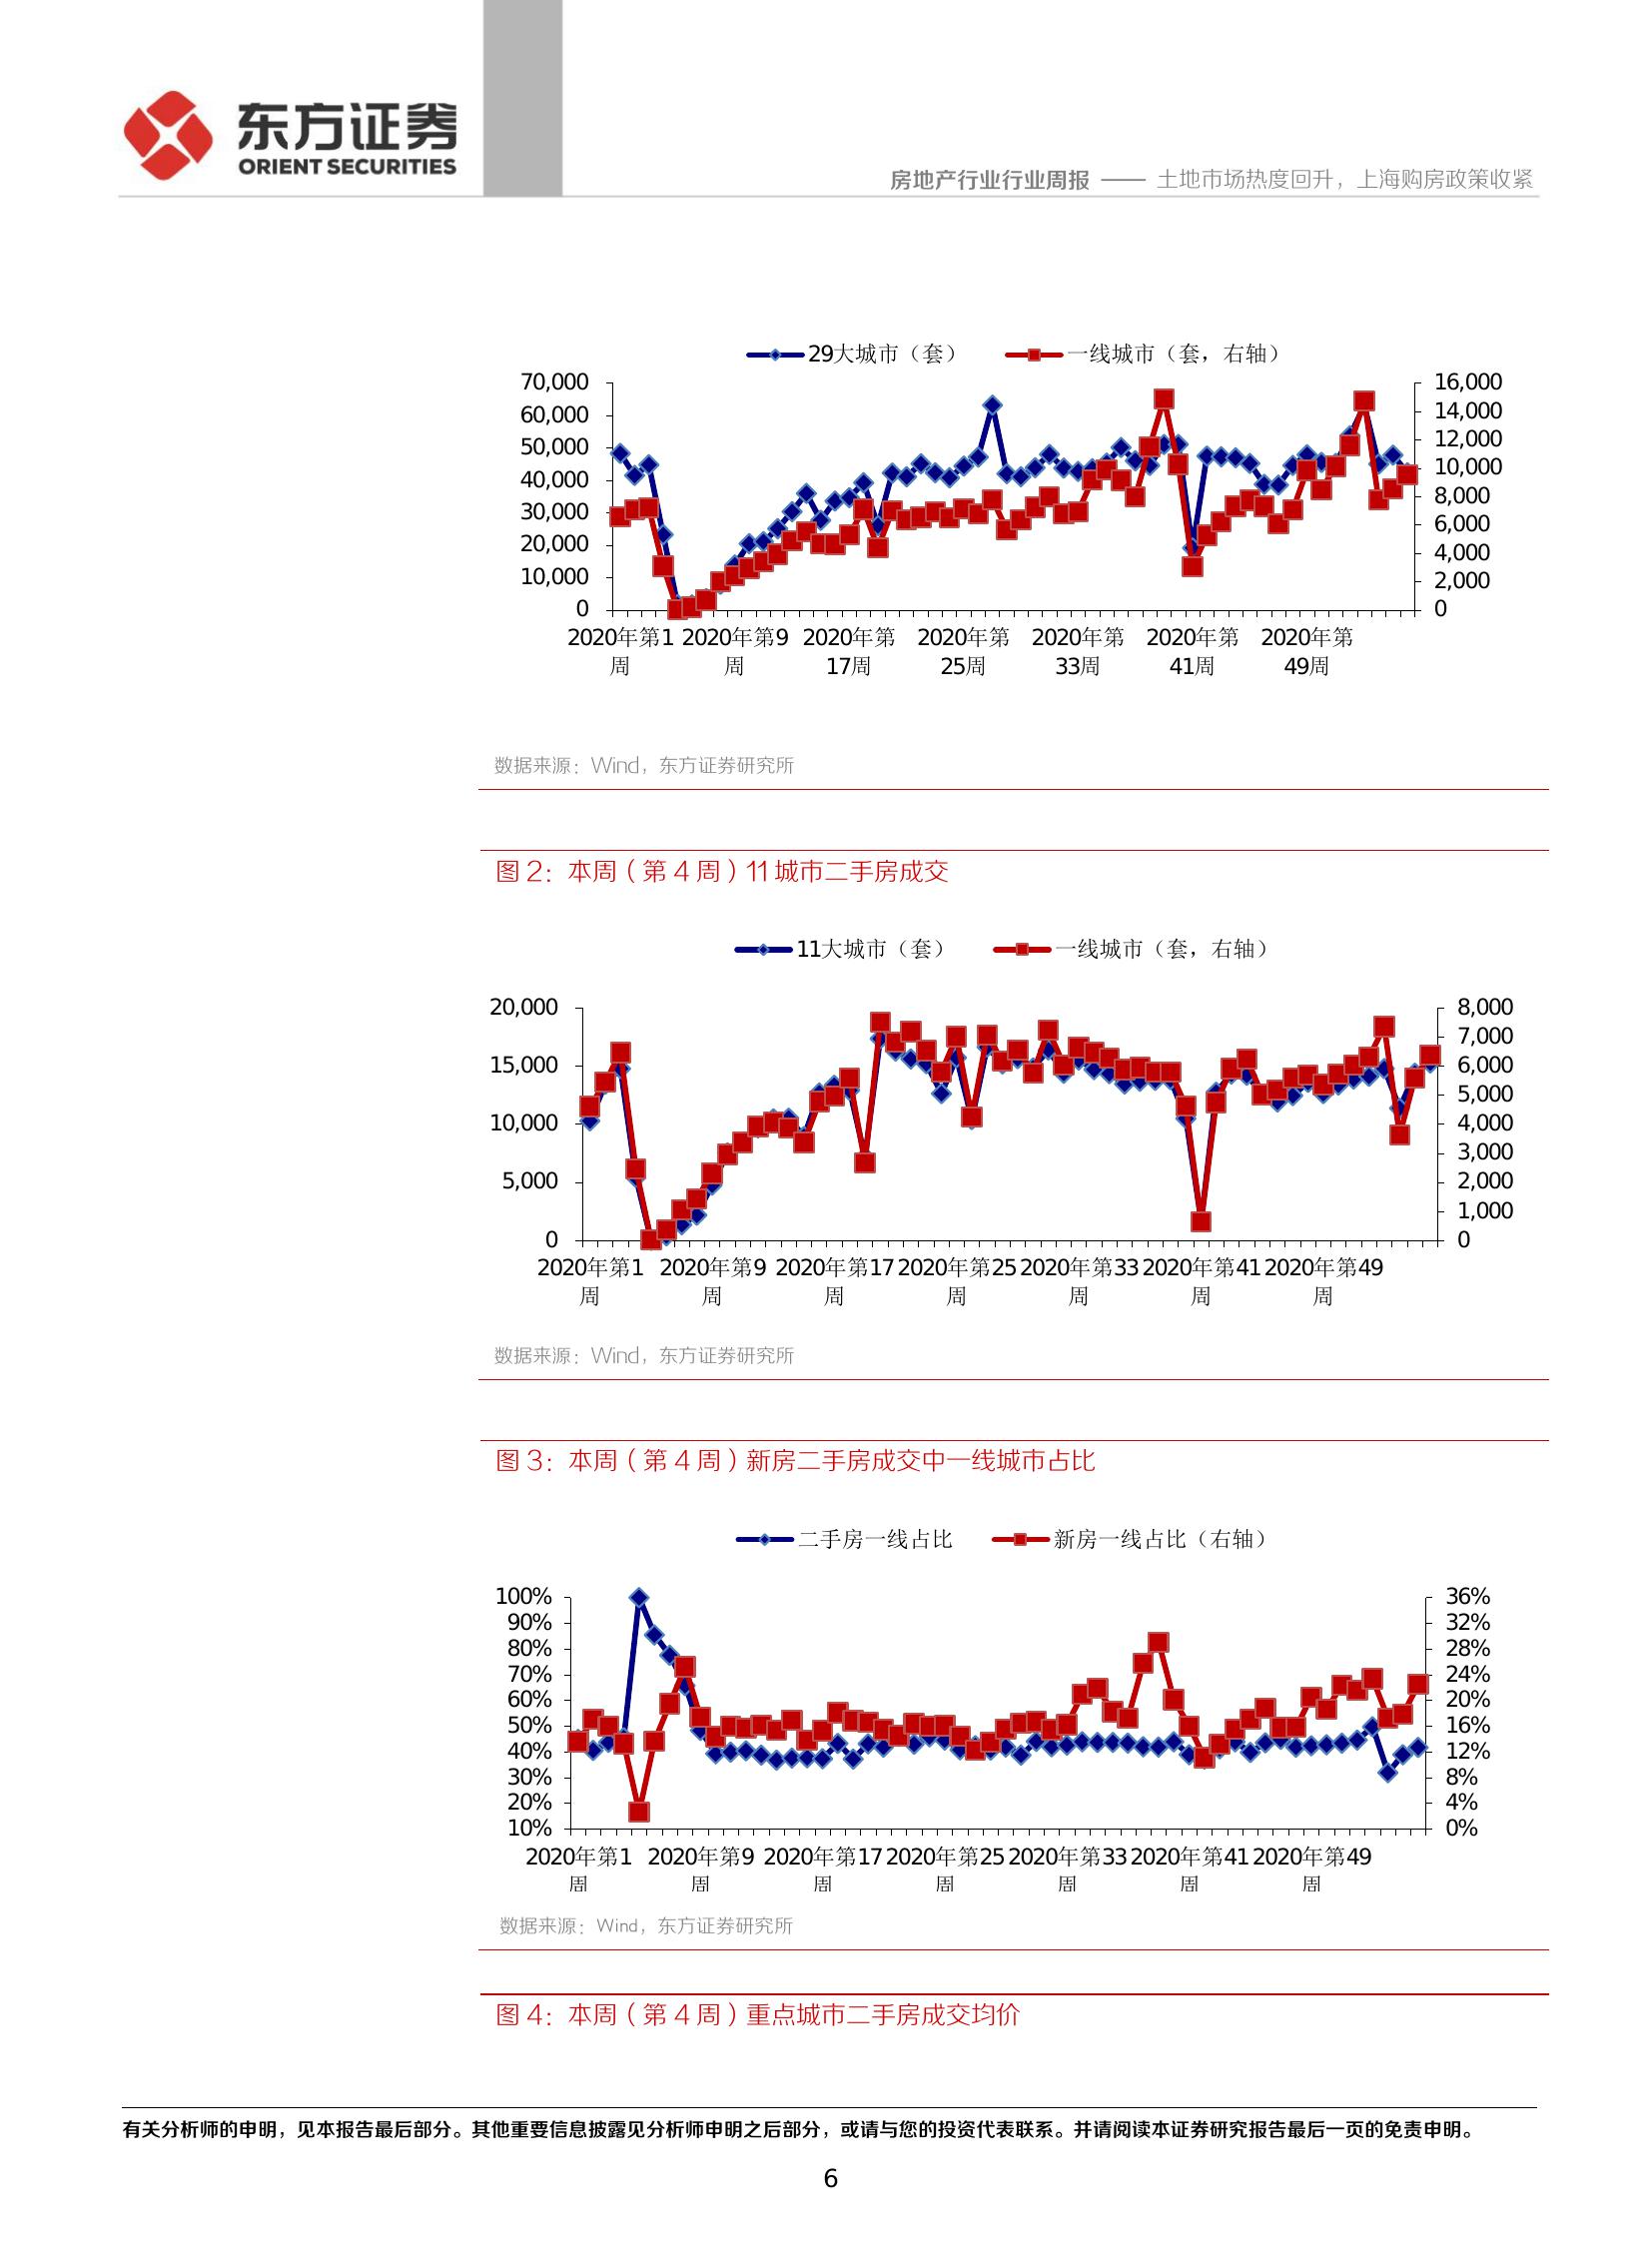 东方证券
ORIENT SECURITIES
房地产行业行业周报 —— 土地市场热度回升，上海购房政策收紧
29大城市（套） 一线城市（套，右轴）
70,000 16,000
60,000 14,000
50,000 12,000
40,000 10,000
30,000 8,000
20,000 6,000
10,000 4,000
0 2,000
0
2020年第1周 2020年第9周 2020年第17周 2020年第25周 2020年第33周 2020年第41周 2020年第49周
数据来源：Wind，东方证券研究所
图 2：本周（第 4 周）11 城市二手房成交
11大城市（套） 一线城市（套，右轴）
20,000 8,000
15,000 7,000
10,000 6,000
5,000 5,000
0 4,000
3,000
2,000
1,000
0
2020年第1周 2020年第9周 2020年第17周 2020年第25周 2020年第33周 2020年第41周 2020年第49周
数据来源：Wind，东方证券研究所
图 3：本周（第 4 周）新房二手房成交中一线城市占比
二手房一线占比 新房一线占比（右轴）
100% 36%
90% 32%
80% 28%
70% 24%
60% 20%
50% 16%
40% 12%
30% 8%
20% 4%
10% 0%
2020年第1周 2020年第9周 2020年第17周 2020年第25周 2020年第33周 2020年第41周 2020年第49周
数据来源：Wind，东方证券研究所
图 4：本周（第 4 周）重点城市二手房成交均价
有关分析师的申明，见本报告最后部分。其他重要信息披露见分析师申明之后部分，或请与您的投资代表联系。并请阅读本证券研究报告最后一页的免责申明。
6